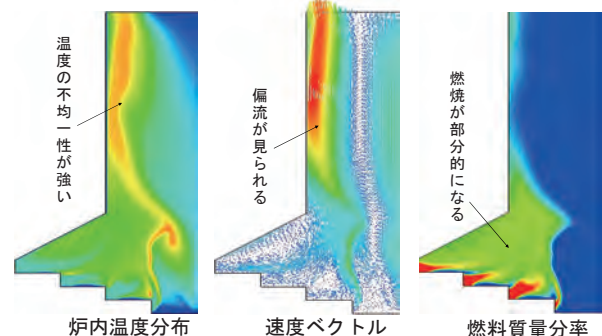 温度の不均一性が強い
偏流が見られる
燃焼が部分的になる
炉内温度分布
速度ベクトル
燃料質量分率